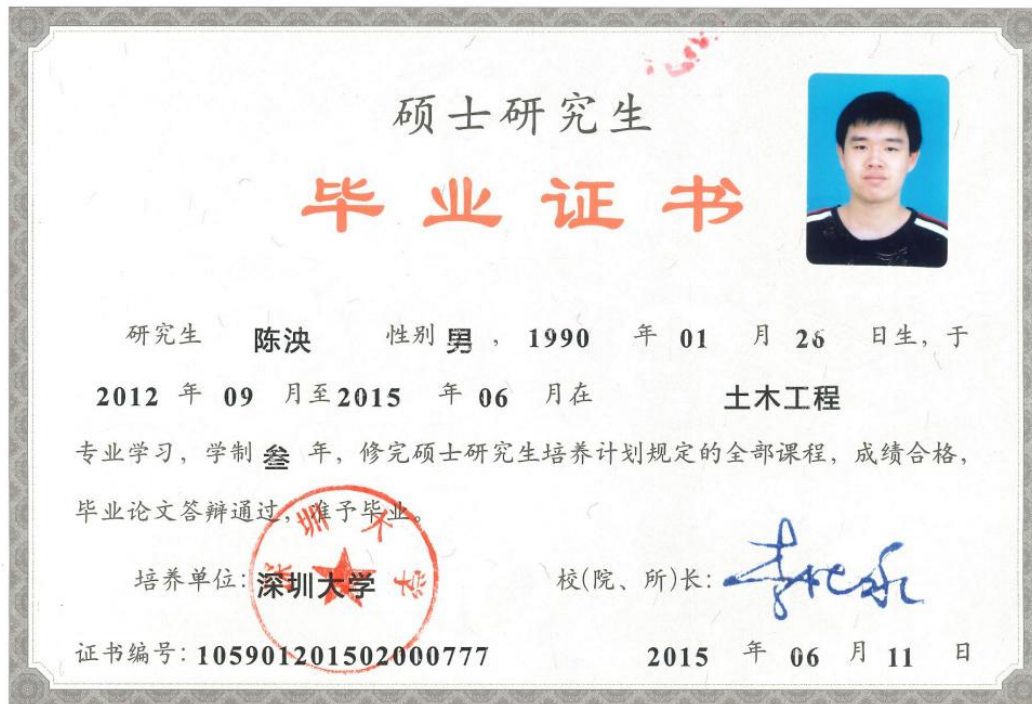 硕士研究生
毕业证书
研究生 陈泱 性别 男 , 1990 年 01 月 26 日生, 于
2012 年 09 月至 2015 年 06 月在 土木工程
专业学习, 学制 叁 年, 修完硕士研究生培养计划规定的全部课程, 成绩合格,
毕业论文答辩通过, 准予毕业。
深圳大学
培养单位: 深圳大学 校(院、所)长:
证书编号: 105901201502000777 2015 年 06 月 11 日